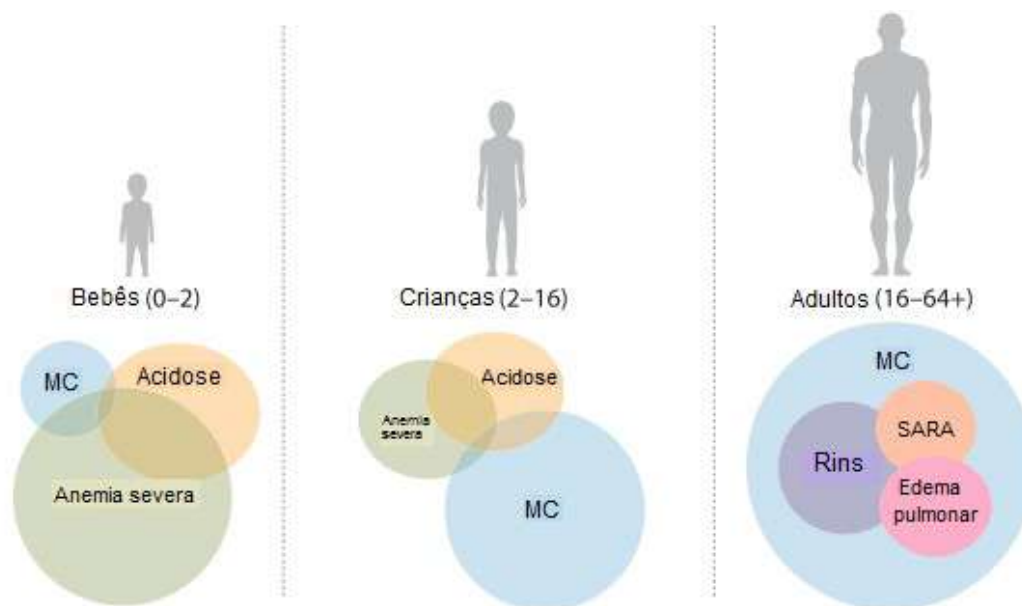 Bebês (0–2)
Crianças (2–16)
Adultos (16–64+)
MC
Acidose
Anemia severa
Acidose
Anemia
severa
MC
MC
SARA
Rins
Edema
pulmonar